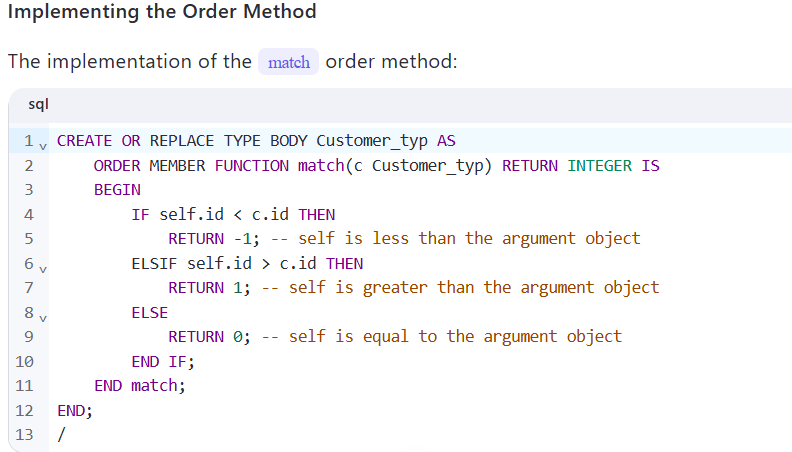 Implementing the Order Method
The implementation of the match order method:
sql
1 CREATE OR REPLACE TYPE BODY Customer_typ AS
2     ORDER MEMBER FUNCTION match(c Customer_typ) RETURN INTEGER IS
3     BEGIN
4         IF self.id < c.id THEN
5             RETURN -1; -- self is less than the argument object
6         ELSIF self.id > c.id THEN
7             RETURN 1; -- self is greater than the argument object
8         ELSE
9             RETURN 0; -- self is equal to the argument object
10         END IF;
11     END match;
12 END;
13 /